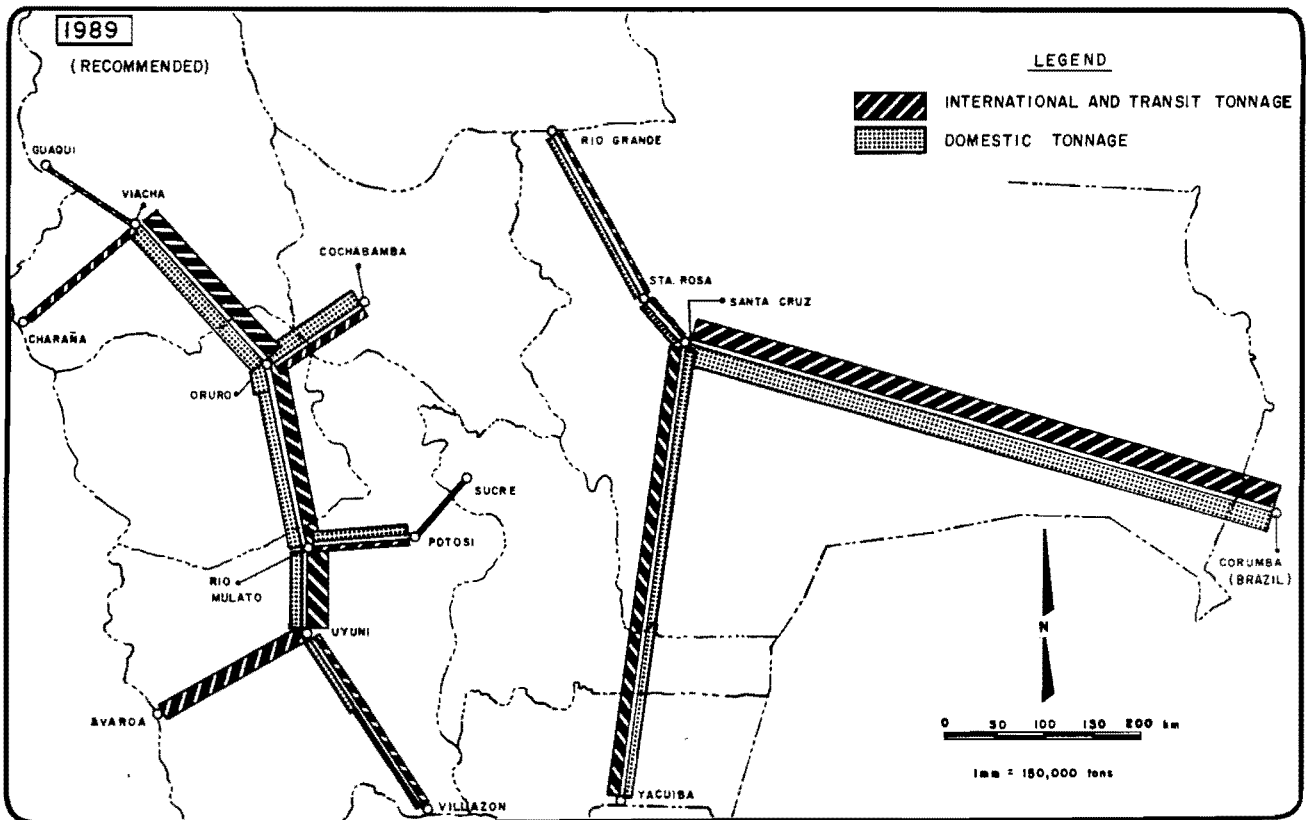 1989
(RECOMMENDED)
LEGEND
INTERNATIONAL AND TRANSIT TONNAGE
DOMESTIC TONNAGE
GUAQUI
VIACHA
COCHABAMBA
CHARAÑA
ORURO
RIO GRANDE
STA. ROSA
SANTA CRUZ
SUCRE
POTOSI
RIO
MULATO
UYUNI
AVAROA
VILLAZON
YACUIBA
CORUMBA
(BRAZIL)
N
0 50 100 150 200 km
1mm = 150,000 tons